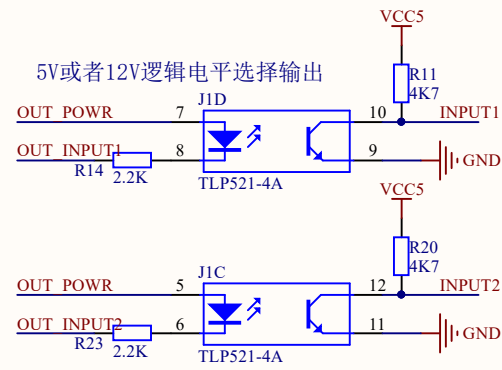 VCC5
5V或者12V逻辑电平选择输出
R11
4K7
J1D
OUT_POWR 7 10 INPUT1
OUT_INPUT1 8 9 GND
R14 2.2K
TLP521-4A
VCC5
R20
4K7
J1C
OUT_POWR 5 12 INPUT2
OUT_INPUT2 6 11 GND
R23 2.2K
TLP521-4A